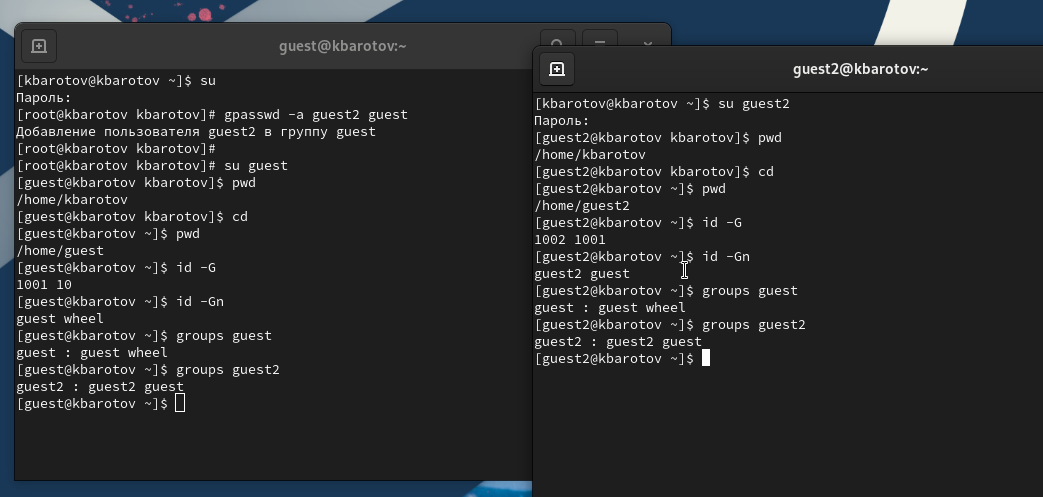 guest@kbarotov:~
[kbarotov@kbarotov ~]$ su
Пароль:
[root@kbarotov kbarotov]# gpasswd -a guest2 guest
Добавление пользователя guest2 в группу guest
[root@kbarotov kbarotov]#
[root@kbarotov kbarotov]# su guest
[guest@kbarotov kbarotov]$ pwd
/home/kbarotov
[guest@kbarotov kbarotov]$ cd
[guest@kbarotov ~]$ pwd
/home/guest
[guest@kbarotov ~]$ id -G
1001 10
[guest@kbarotov ~]$ id -Gn
guest wheel
[guest@kbarotov ~]$ groups guest
guest : guest wheel
[guest@kbarotov ~]$ groups guest2
guest2 : guest2 guest
[guest@kbarotov ~]$
guest2@kbarotov:~
[kbarotov@kbarotov ~]$ su guest2
Пароль:
[guest2@kbarotov kbarotov]$ pwd
/home/kbarotov
[guest2@kbarotov kbarotov]$ cd
[guest2@kbarotov ~]$ pwd
/home/guest2
[guest2@kbarotov ~]$ id -G
1002 1001
[guest2@kbarotov ~]$ id -Gn
guest2 guest
[guest2@kbarotov ~]$ groups guest
guest : guest wheel
[guest2@kbarotov ~]$ groups guest2
guest2 : guest2 guest
[guest2@kbarotov ~]$